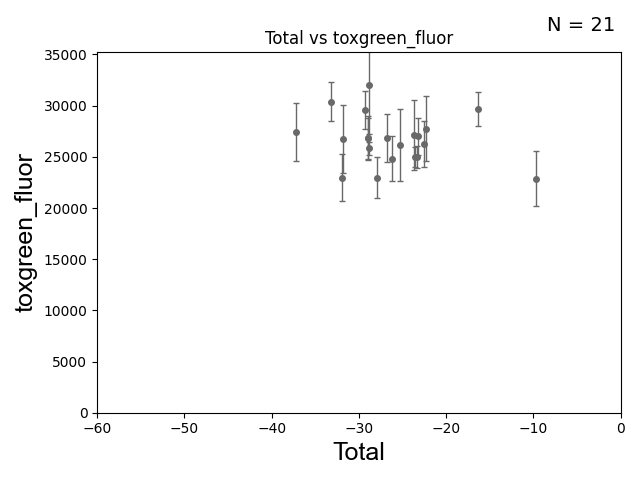 N = 21
Total vs toxgreen_fluor
35000
30000
25000
20000
15000
10000
5000
0
toxgreen_fluor
−60 −50 −40 −30 −20 −10 0
Total